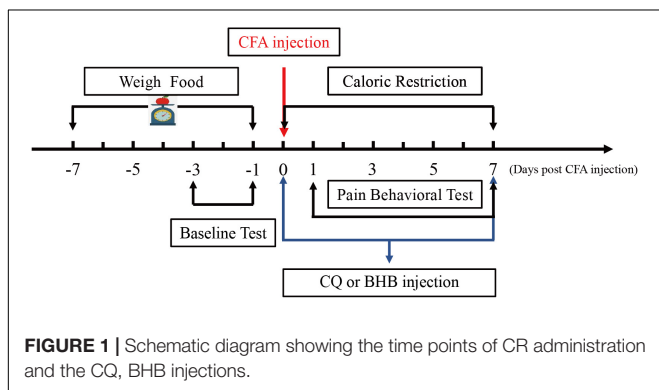 CFA injection
Weigh Food
Caloric Restriction
-7 -5 -3 -1 0 1 3 5 7 (Days post CFA injection)
Pain Behavioral Test
Baseline Test
CQ or BHB injection
FIGURE 1 | Schematic diagram showing the time points of CR administration
and the CQ, BHB injections.